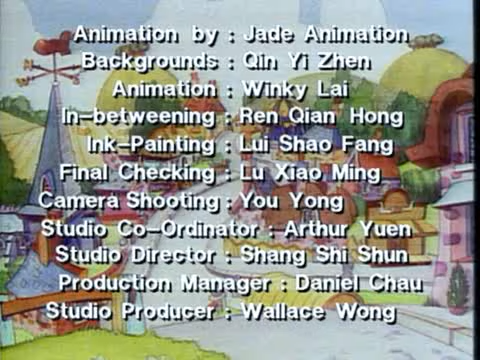 Animation by : Jade Animation
Backgrounds : Qin Yi Zhen
Animation : Winky Lai
In-betweening : Ren Qian Hong
Ink-Painting : Lui Shao Fang
Final Checking : Lu Xiao Ming
Camera Shooting : You Yong
Studio Co-Ordinator : Arthur Yuen
Studio Director : Shang Shi Shun
Production Manager : Daniel Chau
Studio Producer : Wallace Wong